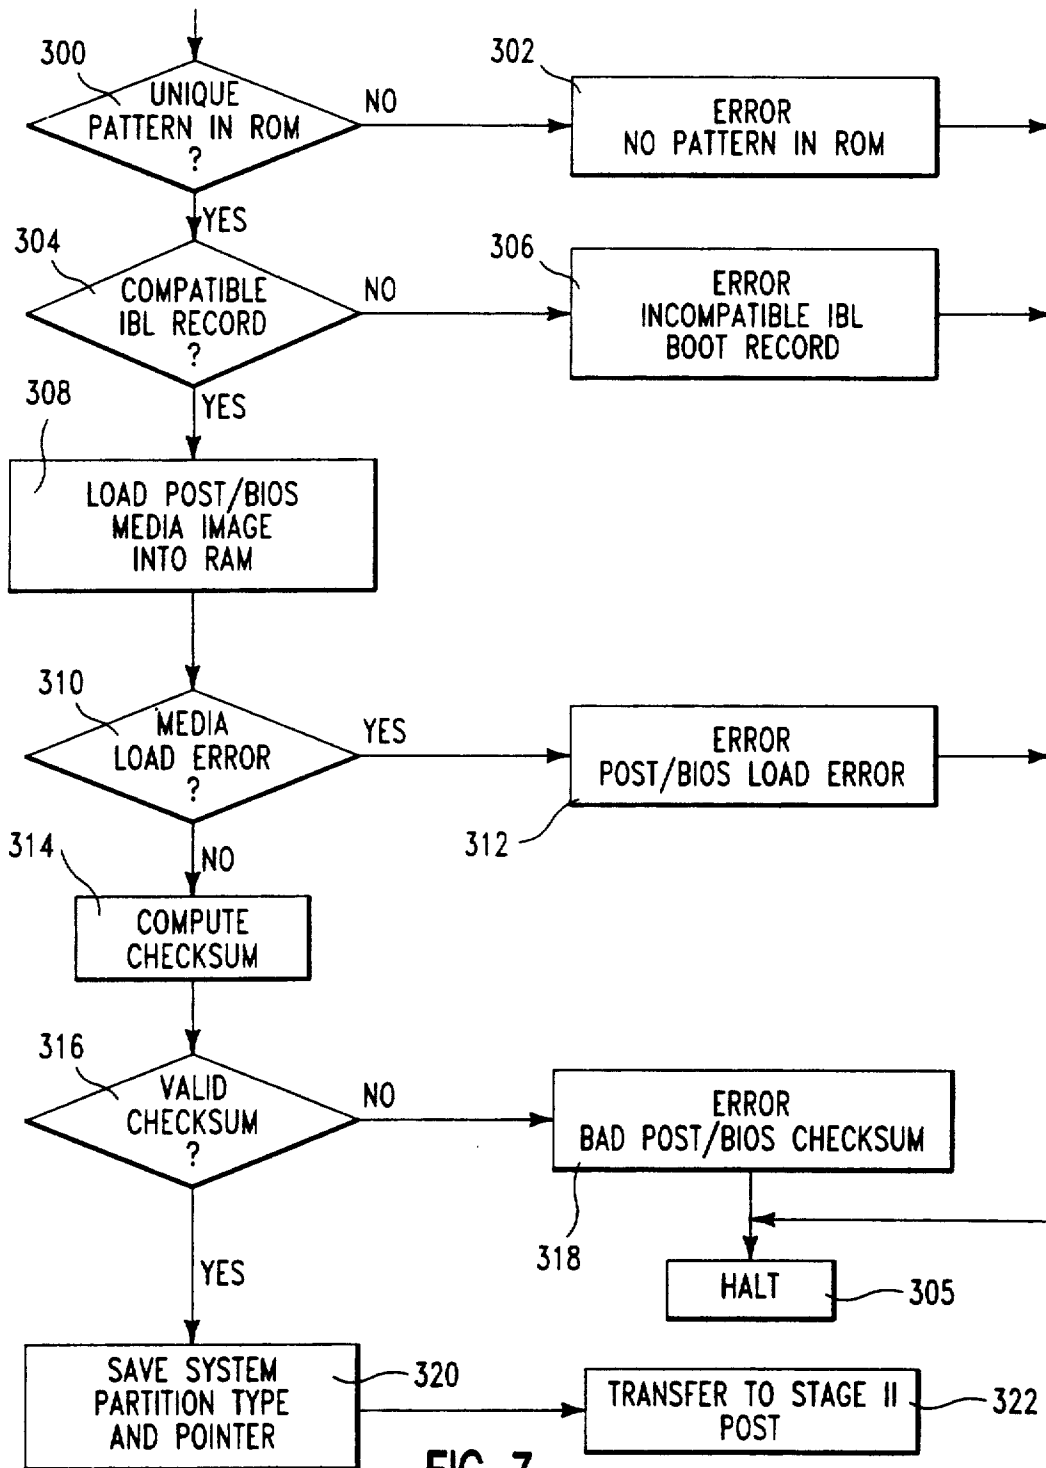 300
UNIQUE
PATTERN IN ROM
?
NO
302
ERROR
NO PATTERN IN ROM
YES
304
COMPATIBLE
IBL RECORD
?
NO
306
ERROR
INCOMPATIBLE IBL
BOOT RECORD
YES
308
LOAD POST/BIOS
MEDIA IMAGE
INTO RAM
310
MEDIA
LOAD ERROR
?
YES
ERROR
POST/BIOS LOAD ERROR
312
NO
314
COMPUTE
CHECKSUM
316
VALID
CHECKSUM
?
NO
ERROR
BAD POST/BIOS CHECKSUM
318
YES
HALT
305
SAVE SYSTEM
PARTITION TYPE
AND POINTER
320
TRANSFER TO STAGE II
POST
322
FIG. 7